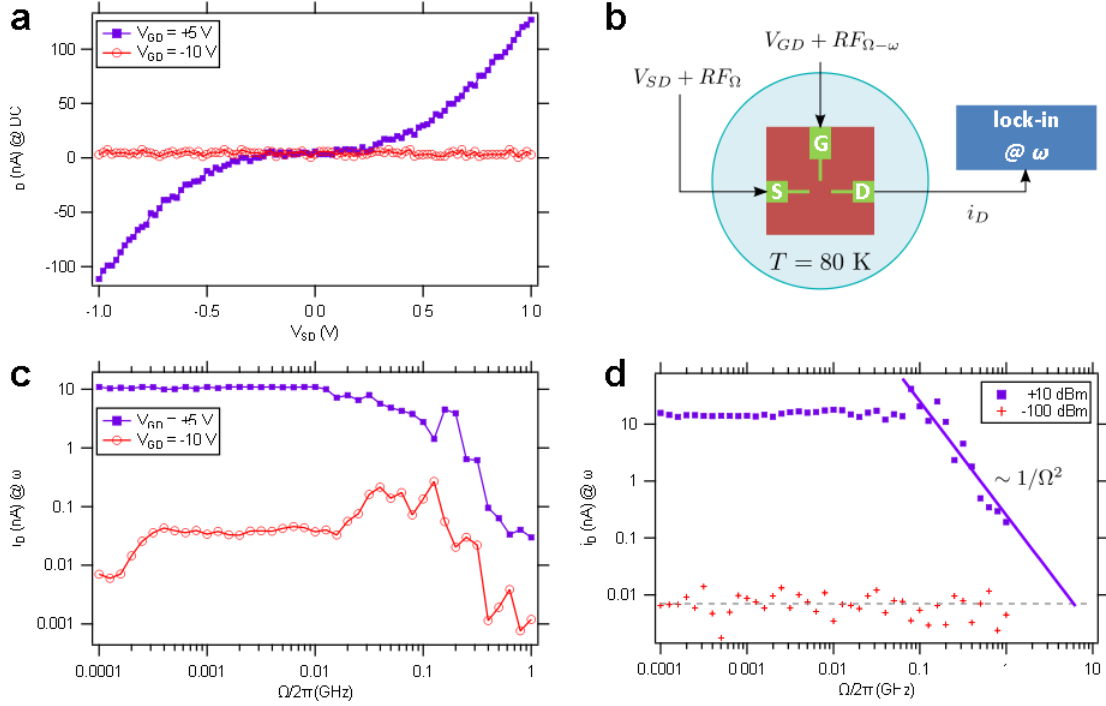 a
V_GD = +5 V
V_GD = -10 V
100
50
0
-50
-100
D (nA) @ DC
-1.0
-0.5
0.0
0.5
1.0
V_SD (V)
b
V_GD + RF_Ω−ω
V_SD + RF_Ω
lock-in
@ ω
G
S
D
i_D
T = 80 K
c
V_GD = +5 V
V_GD = -10 V
10
1
0.1
0.01
0.001
I_D (nA) @ ω
0.0001
0.001
0.01
0.1
1
Ω/2π (GHz)
d
+10 dBm
-100 dBm
10
1
0.1
0.01
i_D (nA) @ ω
∼ 1/Ω²
0.0001
0.001
0.01
0.1
1
10
Ω/2π (GHz)